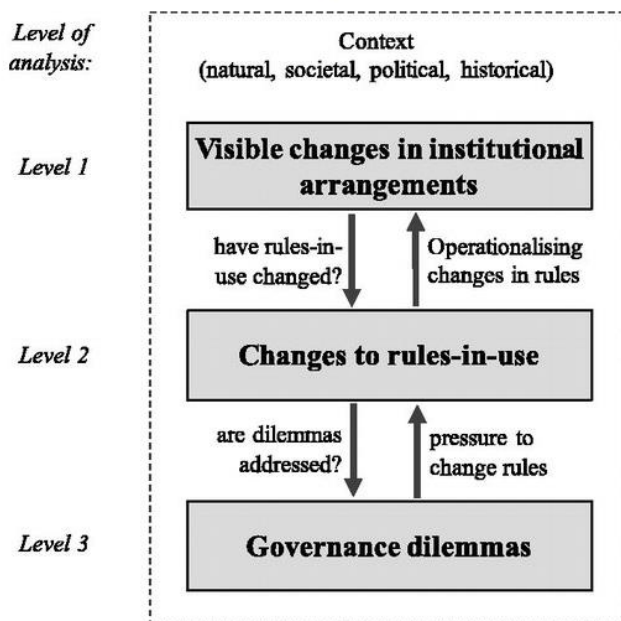 Level of
analysis:
Context
(natural, societal, political, historical)
Level 1
Visible changes in institutional
arrangements
have rules-in-
use changed?
Operationalising
changes in rules
Level 2
Changes to rules-in-use
are dilemmas
addressed?
pressure to
change rules
Level 3
Governance dilemmas